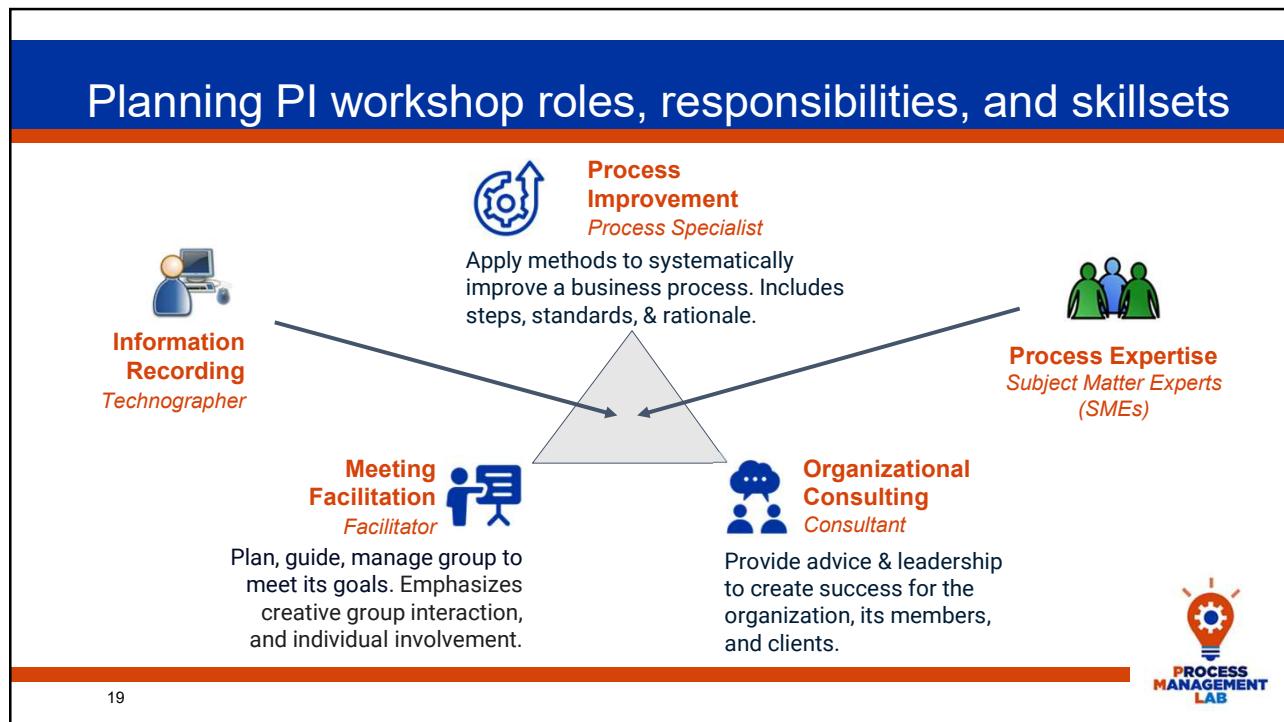 Planning PI workshop roles, responsibilities, and skillsets
Process
Improvement
Process Specialist
Apply methods to systematically
improve a business process. Includes
steps, standards, & rationale.
Information
Recording
Technographer
Process Expertise
Subject Matter Experts
(SMEs)
Meeting
Facilitation
Facilitator
Plan, guide, manage group to
meet its goals. Emphasizes
creative group interaction,
and individual involvement.
Organizational
Consulting
Consultant
Provide advice & leadership
to create success for the
organization, its members,
and clients.
PROCESS
MANAGEMENT
LAB
19